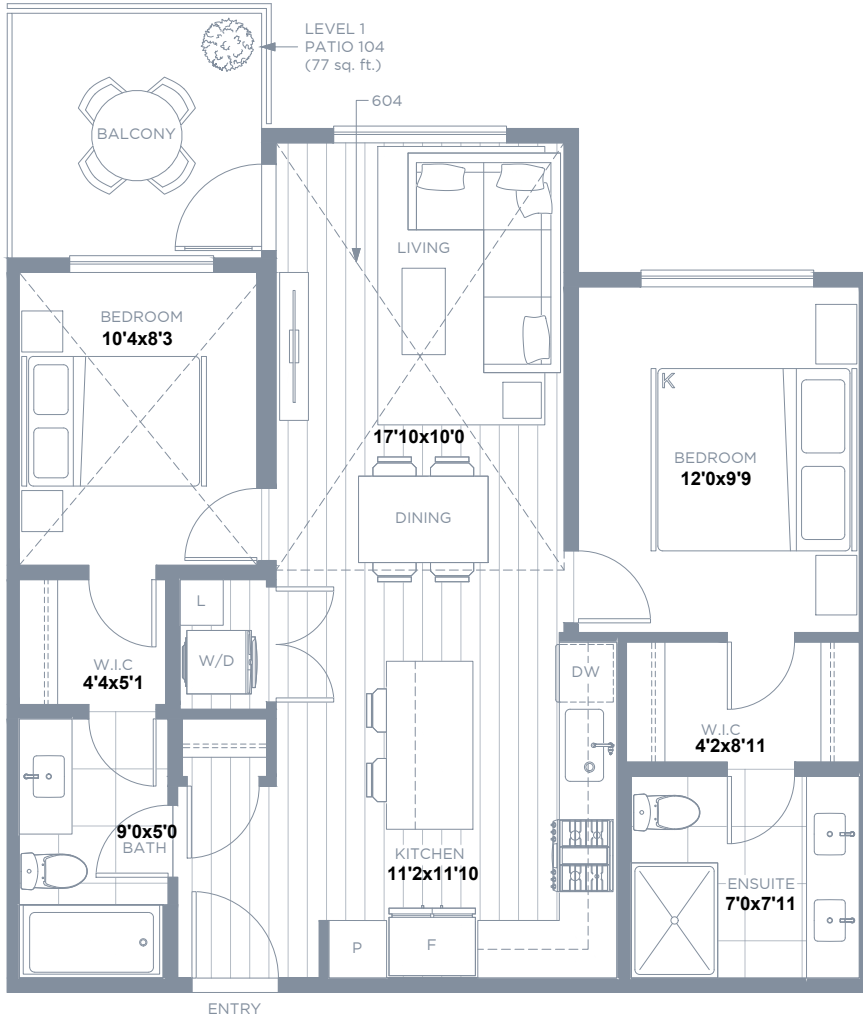 LEVEL 1
PATIO 104
(77 sq. ft.)
604
BALCONY
LIVING
BEDROOM
10'4x8'3
17'10x10'0
K
BEDROOM
12'0x9'9
DINING
L
W/D
W.I.C
4'4x5'1
DW
W.I.C
4'2x8'11
9'0x5'0
BATH
KITCHEN
11'2x11'10
ENSUITE
7'0x7'11
P
F
ENTRY